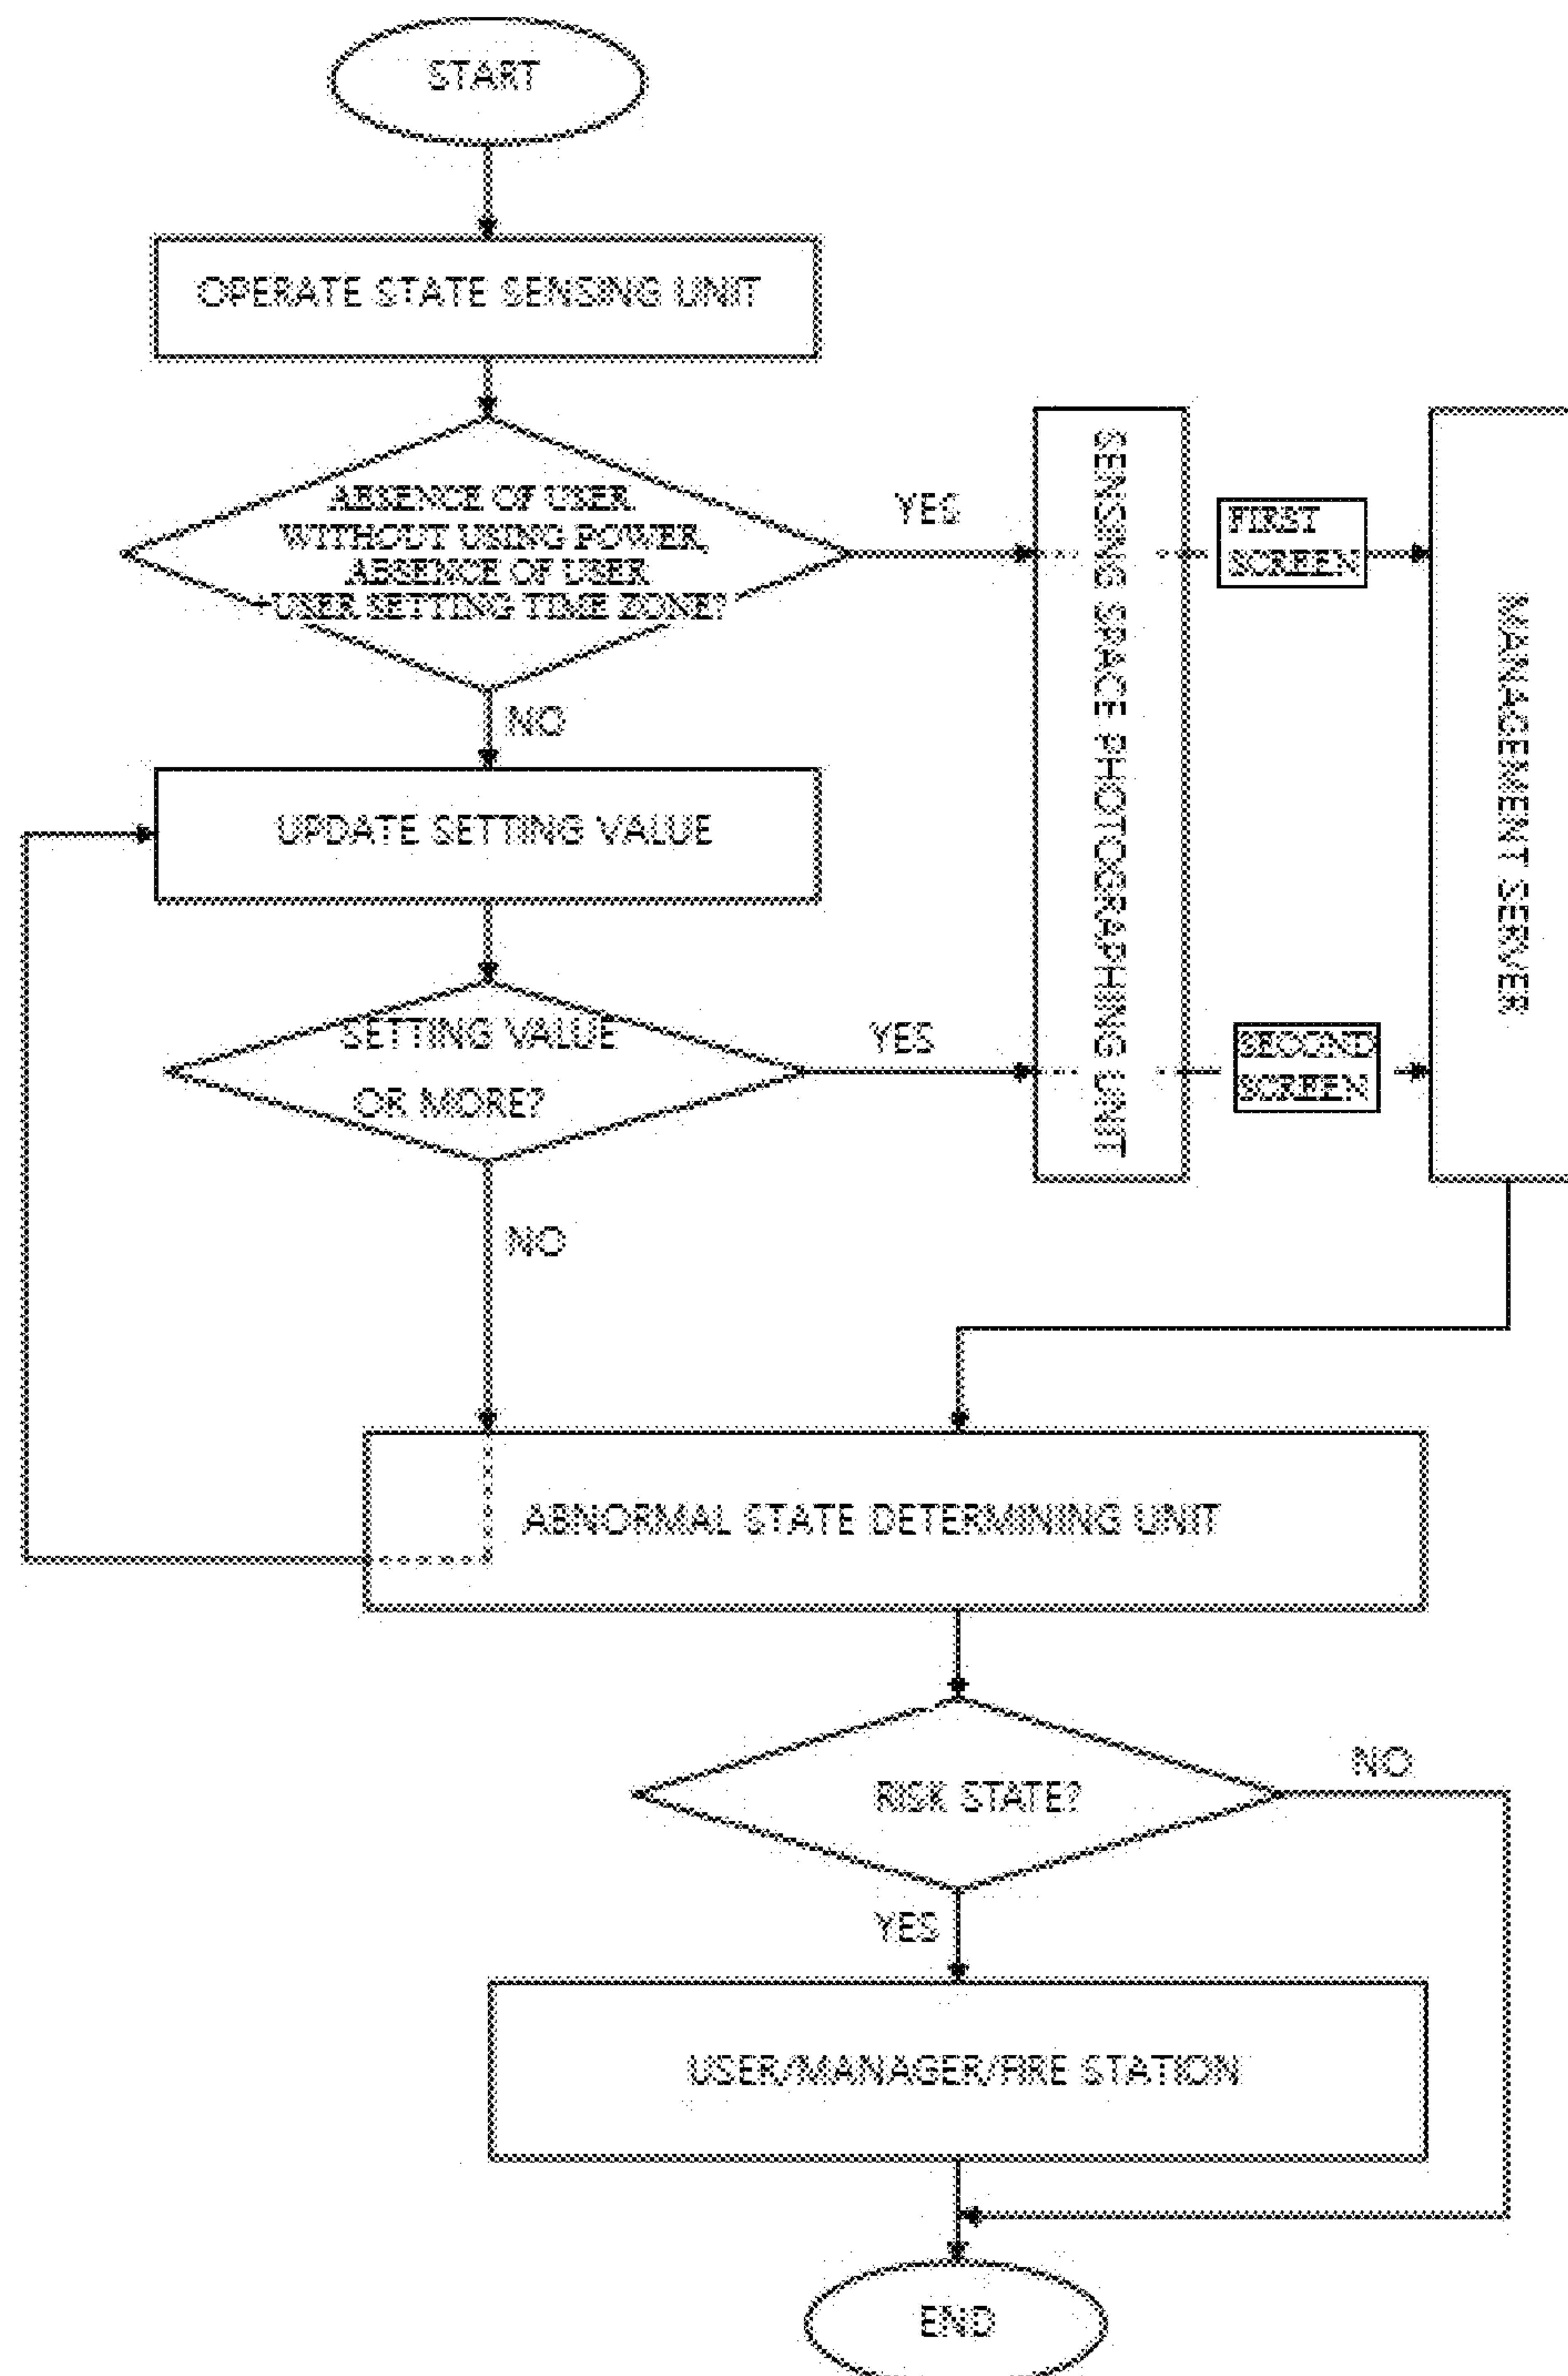 START
OPERATE STATE SENSING UNIT
ABSENCE OF USER
WITHOUT USING POWER,
ABSENCE OF USER
USER SETTING TIME ZONE?
YES
SENSING SPACE PHOTOGRAPHING UNIT
FIRST
SCREEN
MANAGEMENT SERVER
NO
UPDATE SETTING VALUE
SETTING VALUE
OR MORE?
YES
SECOND
SCREEN
NO
ABNORMAL STATE DETERMINING UNIT
RISK STATE?
NO
YES
USER/MANAGER/FIRE STATION
END